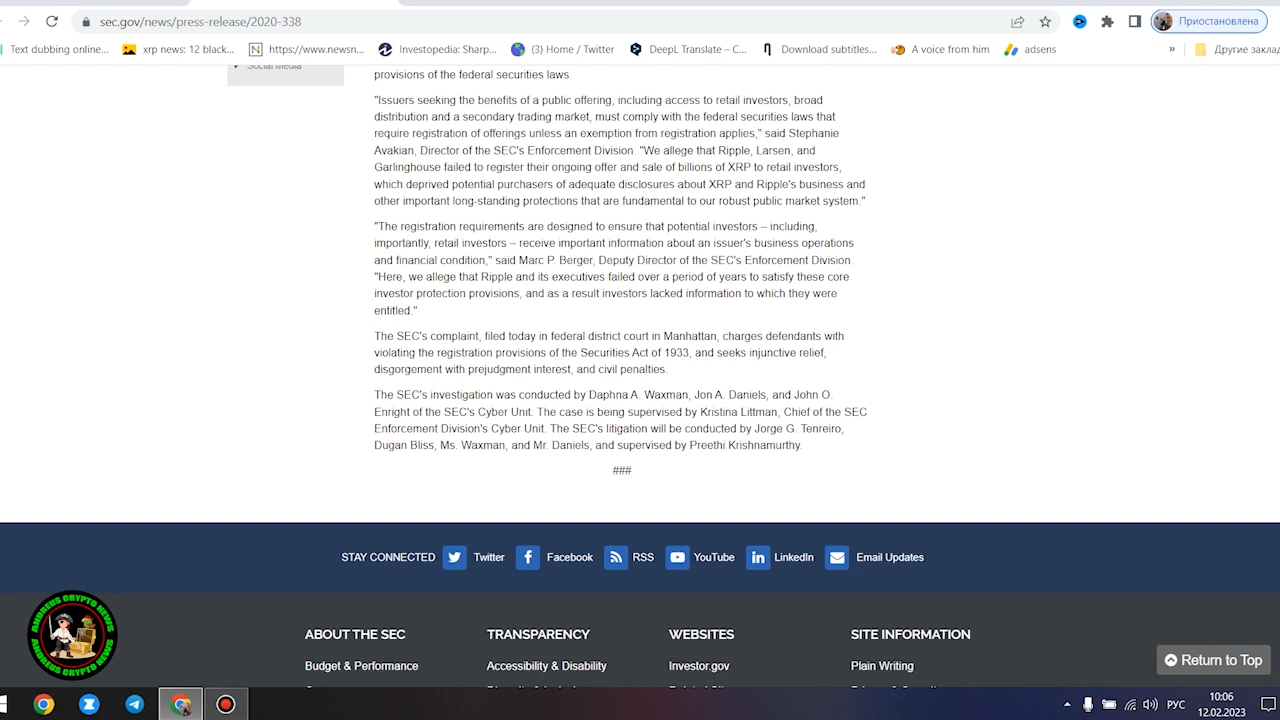 sec.gov/news/press-release/2020-338
Приостановлена
Text dubbing online...
xrp news: 12 black...
https://www.newsn...
Investopedia: Sharp...
(3) Home / Twitter
DeepL Translate – C...
Download subtitles...
A voice from him
adsens
»
Другие заклад
Social Media
provisions of the federal securities laws.
"Issuers seeking the benefits of a public offering, including access to retail investors, broad
distribution and a secondary trading market, must comply with the federal securities laws that
require registration of offerings unless an exemption from registration applies," said Stephanie
Avakian, Director of the SEC's Enforcement Division. "We allege that Ripple, Larsen, and
Garlinghouse failed to register their ongoing offer and sale of billions of XRP to retail investors,
which deprived potential purchasers of adequate disclosures about XRP and Ripple's business and
other important long-standing protections that are fundamental to our robust public market system."
"The registration requirements are designed to ensure that potential investors – including,
importantly, retail investors – receive important information about an issuer's business operations
and financial condition," said Marc P. Berger, Deputy Director of the SEC's Enforcement Division.
"Here, we allege that Ripple and its executives failed over a period of years to satisfy these core
investor protection provisions, and as a result investors lacked information to which they were
entitled."
The SEC's complaint, filed today in federal district court in Manhattan, charges defendants with
violating the registration provisions of the Securities Act of 1933, and seeks injunctive relief,
disgorgement with prejudgment interest, and civil penalties.
The SEC's investigation was conducted by Daphna A. Waxman, Jon A. Daniels, and John O.
Enright of the SEC's Cyber Unit. The case is being supervised by Kristina Littman, Chief of the SEC
Enforcement Division's Cyber Unit. The SEC's litigation will be conducted by Jorge G. Tenreiro,
Dugan Bliss, Ms. Waxman, and Mr. Daniels, and supervised by Preethi Krishnamurthy.
###
STAY CONNECTED Twitter Facebook RSS YouTube LinkedIn Email Updates
ANDREUS CRYPTO NEWS
ANDREUS CRYPTO NEWS
ABOUT THE SEC
TRANSPARENCY
WEBSITES
SITE INFORMATION
Budget & Performance
Accessibility & Disability
Investor.gov
Plain Writing
Return to Top
РУС
10:06
12.02.2023